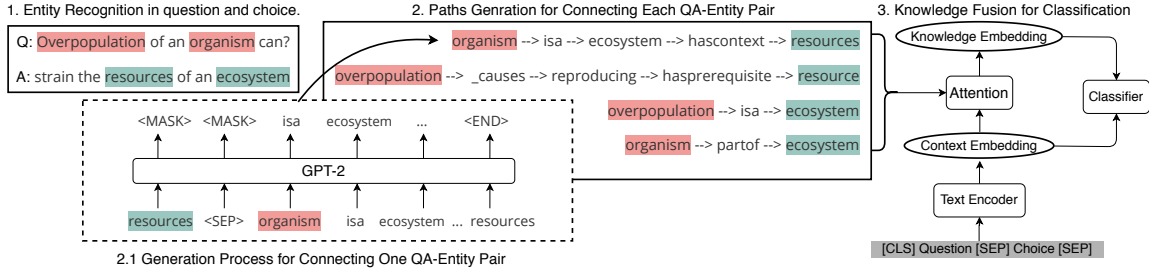 1. Entity Recognition in question and choice.
Q: Overpopulation of an organism can?
A: strain the resources of an ecosystem
2. Paths Genration for Connecting Each QA-Entity Pair
organism --> isa --> ecosystem --> hascontext--> resources
overpopulation --> _causes --> reproducing --> hasprerequisite --> resource
overpopulation --> isa --> ecosystem
organism --> partof --> ecosystem
<MASK> <MASK> isa ecosystem ... <END>
GPT-2
resources <SEP> organism isa ecosystem ... resources
2.1 Generation Process for Connecting One QA-Entity Pair
3. Knowledge Fusion for Classification
Knowledge Embedding
Attention
Classifier
Context Embedding
Text Encoder
[CLS] Question [SEP] Choice [SEP]